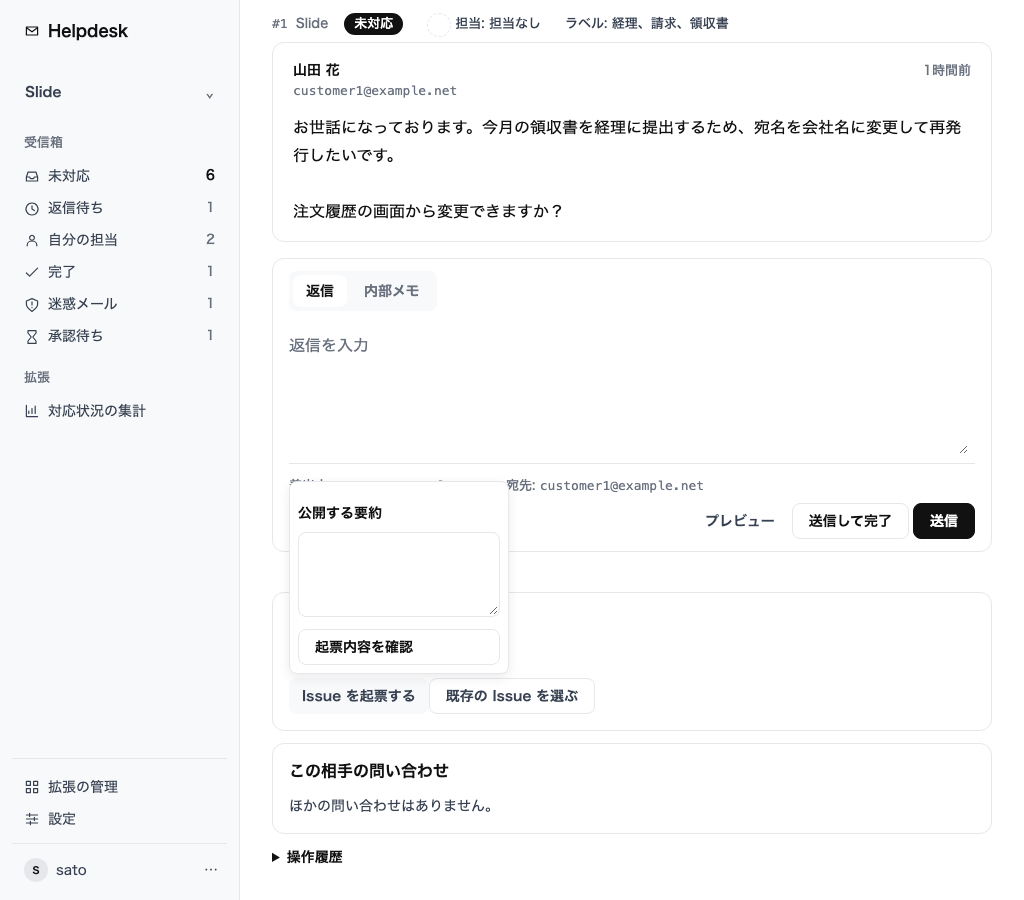 Helpdesk
Slide
受信箱
未対応 6
返信待ち 1
自分の担当 2
完了 1
迷惑メール 1
承認待ち 1
拡張
対応状況の集計
拡張の管理
設定
S sato ...
#1 Slide 未対応 担当: 担当なし ラベル: 経理、請求、領収書
山田 花 1時間前
customer1@example.net
お世話になっております。今月の領収書を経理に提出するため、宛名を会社名に変更して再発
行したいです。
注文履歴の画面から変更できますか？
返信 内部メモ
返信を入力
宛先: customer1@example.net
プレビュー 送信して完了 送信
公開する要約
起票内容を確認
Issue を起票する 既存の Issue を選ぶ
この相手の問い合わせ
ほかの問い合わせはありません。
操作履歴